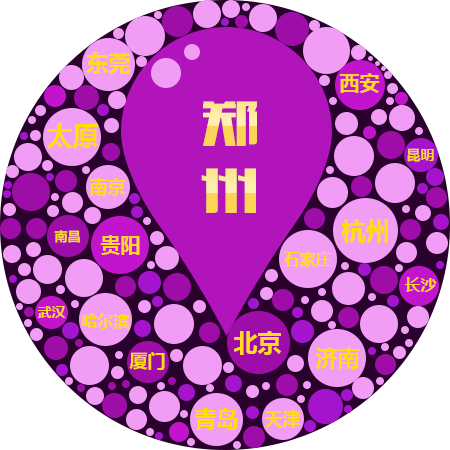 东莞
西安
郑
州
太原
昆明
南京
杭州
南昌
贵阳
石家庄
长沙
武汉
哈尔滨
北京
厦门
济南
青岛
天津